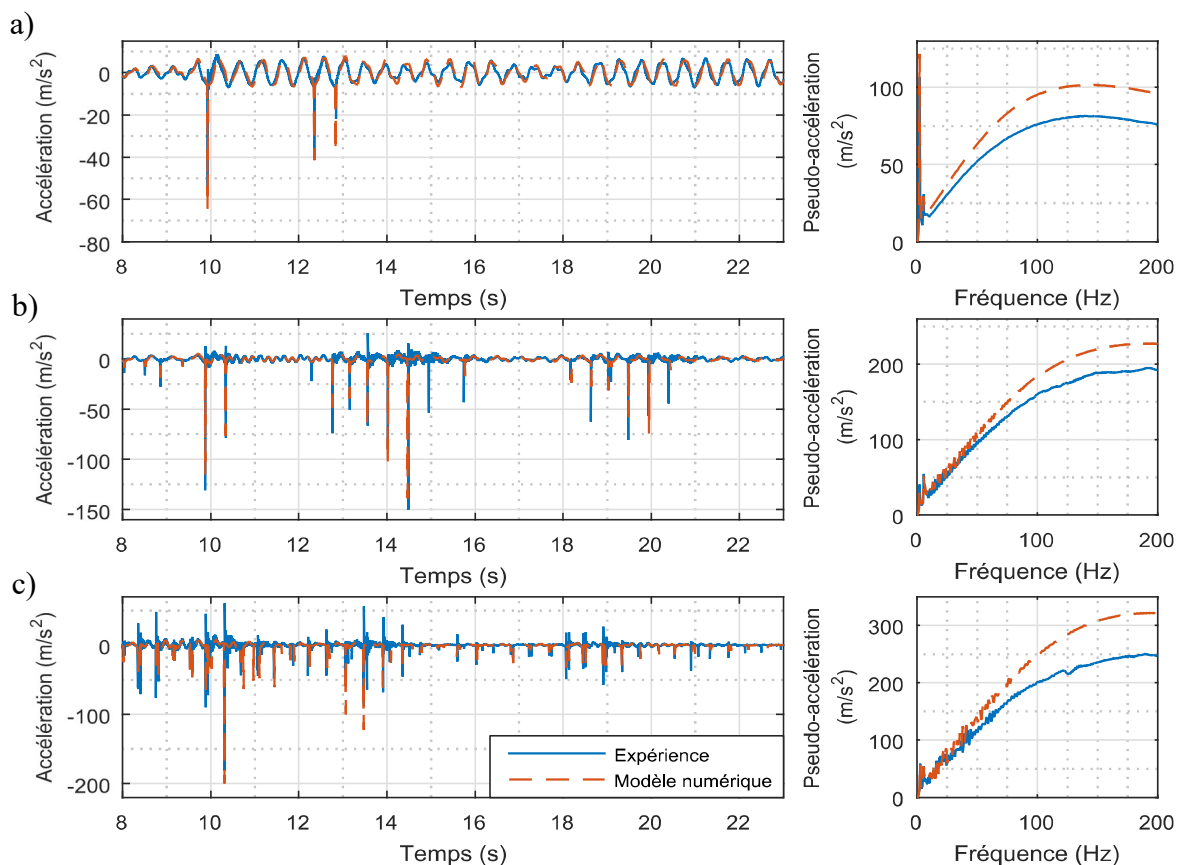 a)
Accélération (m/s²)
0
-20
-40
-60
-80
8 10 12 14 16 18 20 22
Temps (s)
Pseudo-accélération
(m/s²)
100
50
0
0 100 200
Fréquence (Hz)
b)
Accélération (m/s²)
0
-50
-100
-150
8 10 12 14 16 18 20 22
Temps (s)
Pseudo-accélération
(m/s²)
200
100
0
0 100 200
Fréquence (Hz)
c)
Accélération (m/s²)
0
-100
-200
8 10 12 14 16 18 20 22
Temps (s)
Expérience
Modèle numérique
Pseudo-accélération
(m/s²)
300
200
100
0
0 100 200
Fréquence (Hz)